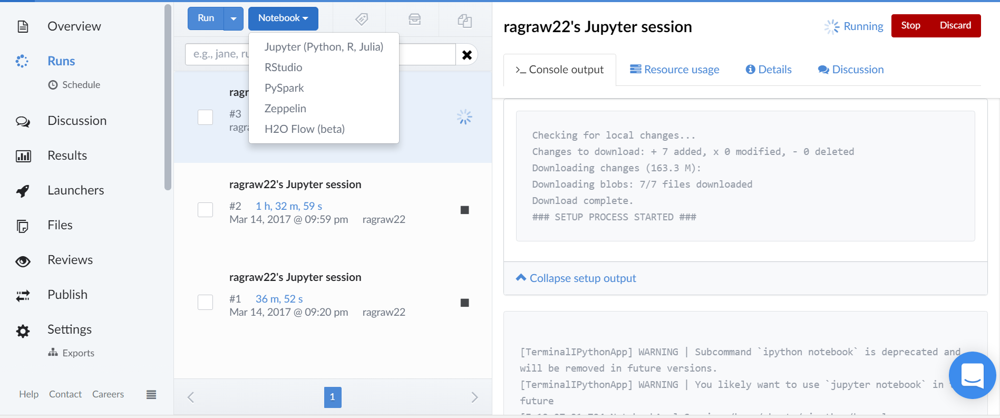 Overview
Runs
Schedule
Discussion
Results
Launchers
Files
Reviews
Publish
Settings
Exports
Help Contact Careers
Run Notebook
e.g., jane, ru
Jupyter (Python, R, Julia)
RStudio
PySpark
Zeppelin
H2O Flow (beta)
#3
ragraw22's Jupyter session
#2 1 h, 32 m, 59 s
Mar 14, 2017 @ 09:59 pm ragraw22
ragraw22's Jupyter session
#1 36 m, 52 s
Mar 14, 2017 @ 09:20 pm ragraw22
1
ragraw22's Jupyter session
Running Stop Discard
>_ Console output Resource usage Details Discussion
Checking for local changes...
Changes to download: + 7 added, x 0 modified, - 0 deleted
Downloading changes (163.3 M):
Downloading blobs: 7/7 files downloaded
Download complete.
### SETUP PROCESS STARTED ###
Collapse setup output
[TerminalIPythonApp] WARNING | Subcommand `ipython notebook` is deprecated and
will be removed in future versions.
[TerminalIPythonApp] WARNING | You likely want to use `jupyter notebook` in
future